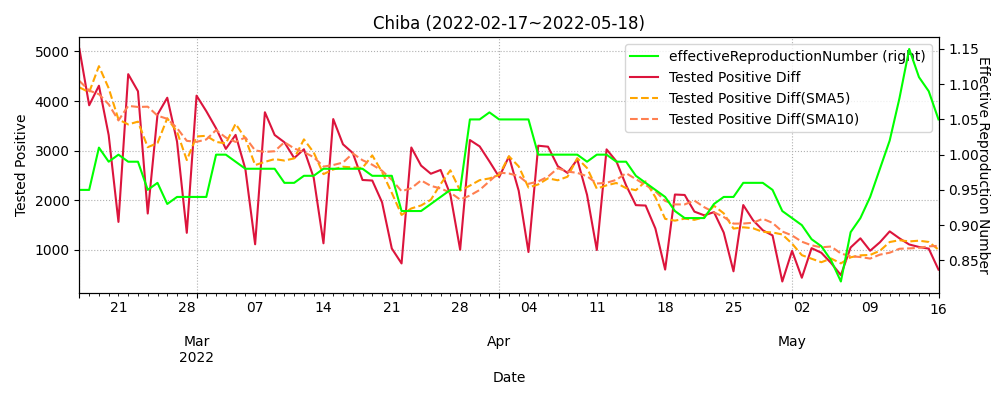 Chiba (2022-02-17~2022-05-18)
effectiveReproductionNumber (right)
Tested Positive Diff
Tested Positive Diff(SMA5)
Tested Positive Diff(SMA10)
Tested Positive
5000
4000
3000
2000
1000
Effective Reproduction Number
1.15
1.10
1.05
1.00
0.95
0.90
0.85
21 28 07 14 21 28 04 11 18 25 02 09 16
Mar Apr May
2022
Date